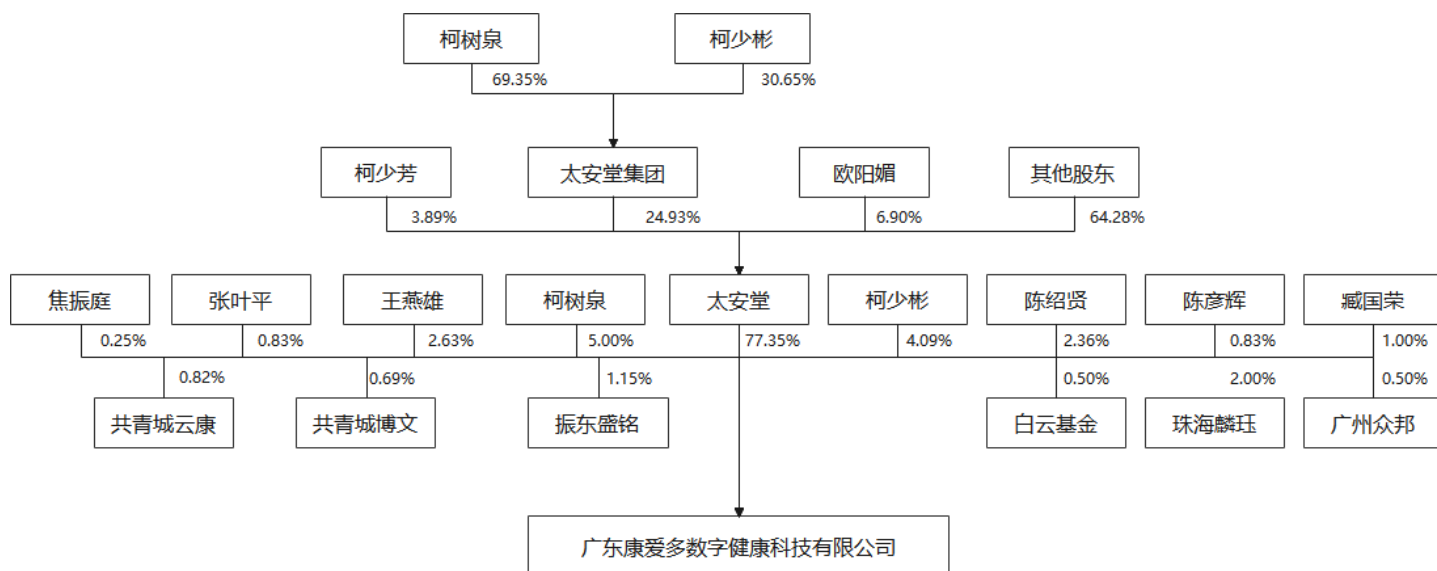 柯树泉
柯少彬
69.35%
30.65%
柯少芳
太安堂集团
欧阳媚
其他股东
3.89%
24.93%
6.90%
64.28%
焦振庭
张叶平
王燕雄
柯树泉
太安堂
柯少彬
陈绍贤
陈彦辉
臧国荣
0.25%
0.83%
2.63%
5.00%
77.35%
4.09%
2.36%
0.83%
1.00%
0.82%
0.69%
1.15%
0.50%
2.00%
0.50%
共青城云康
共青城博文
振东盛铭
白云基金
珠海麟珏
广州众邦
广东康爱多数字健康科技有限公司